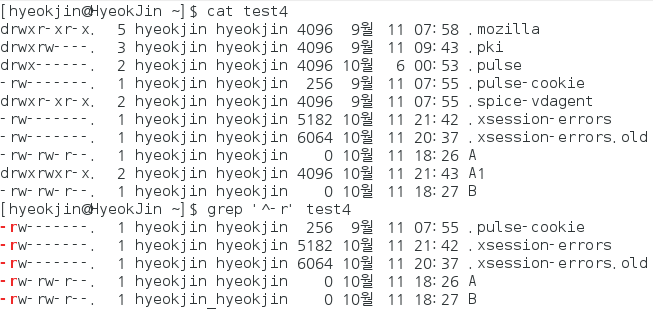 [hyeokjin@HyeokJin ~]$ cat test4
drwxr-xr-x.  5 hyeokjin hyeokjin 4096  9월  11 07:58 .mozilla
drwxrw----.  3 hyeokjin hyeokjin 4096  9월  11 09:43 .pki
drwx------.  2 hyeokjin hyeokjin 4096 10월   6 00:53 .pulse
-rw-------.  1 hyeokjin hyeokjin  256  9월  11 07:55 .pulse-cookie
drwxr-xr-x.  2 hyeokjin hyeokjin 4096  9월  11 07:55 .spice-vdagent
-rw-------.  1 hyeokjin hyeokjin 5182 10월  11 21:42 .xsession-errors
-rw-------.  1 hyeokjin hyeokjin 6064 10월  11 20:37 .xsession-errors.old
-rw-rw-r--.  1 hyeokjin hyeokjin    0 10월  11 18:26 A
drwxrwxr-x.  2 hyeokjin hyeokjin 4096 10월  11 21:43 A1
-rw-rw-r--.  1 hyeokjin hyeokjin    0 10월  11 18:27 B
[hyeokjin@HyeokJin ~]$ grep '^-r' test4
-rw-------.  1 hyeokjin hyeokjin  256  9월  11 07:55 .pulse-cookie
-rw-------.  1 hyeokjin hyeokjin 5182 10월  11 21:42 .xsession-errors
-rw-------.  1 hyeokjin hyeokjin 6064 10월  11 20:37 .xsession-errors.old
-rw-rw-r--.  1 hyeokjin hyeokjin    0 10월  11 18:26 A
-rw-rw-r--.  1 hyeokjin_hyeokjin    0 10월  11 18:27 B